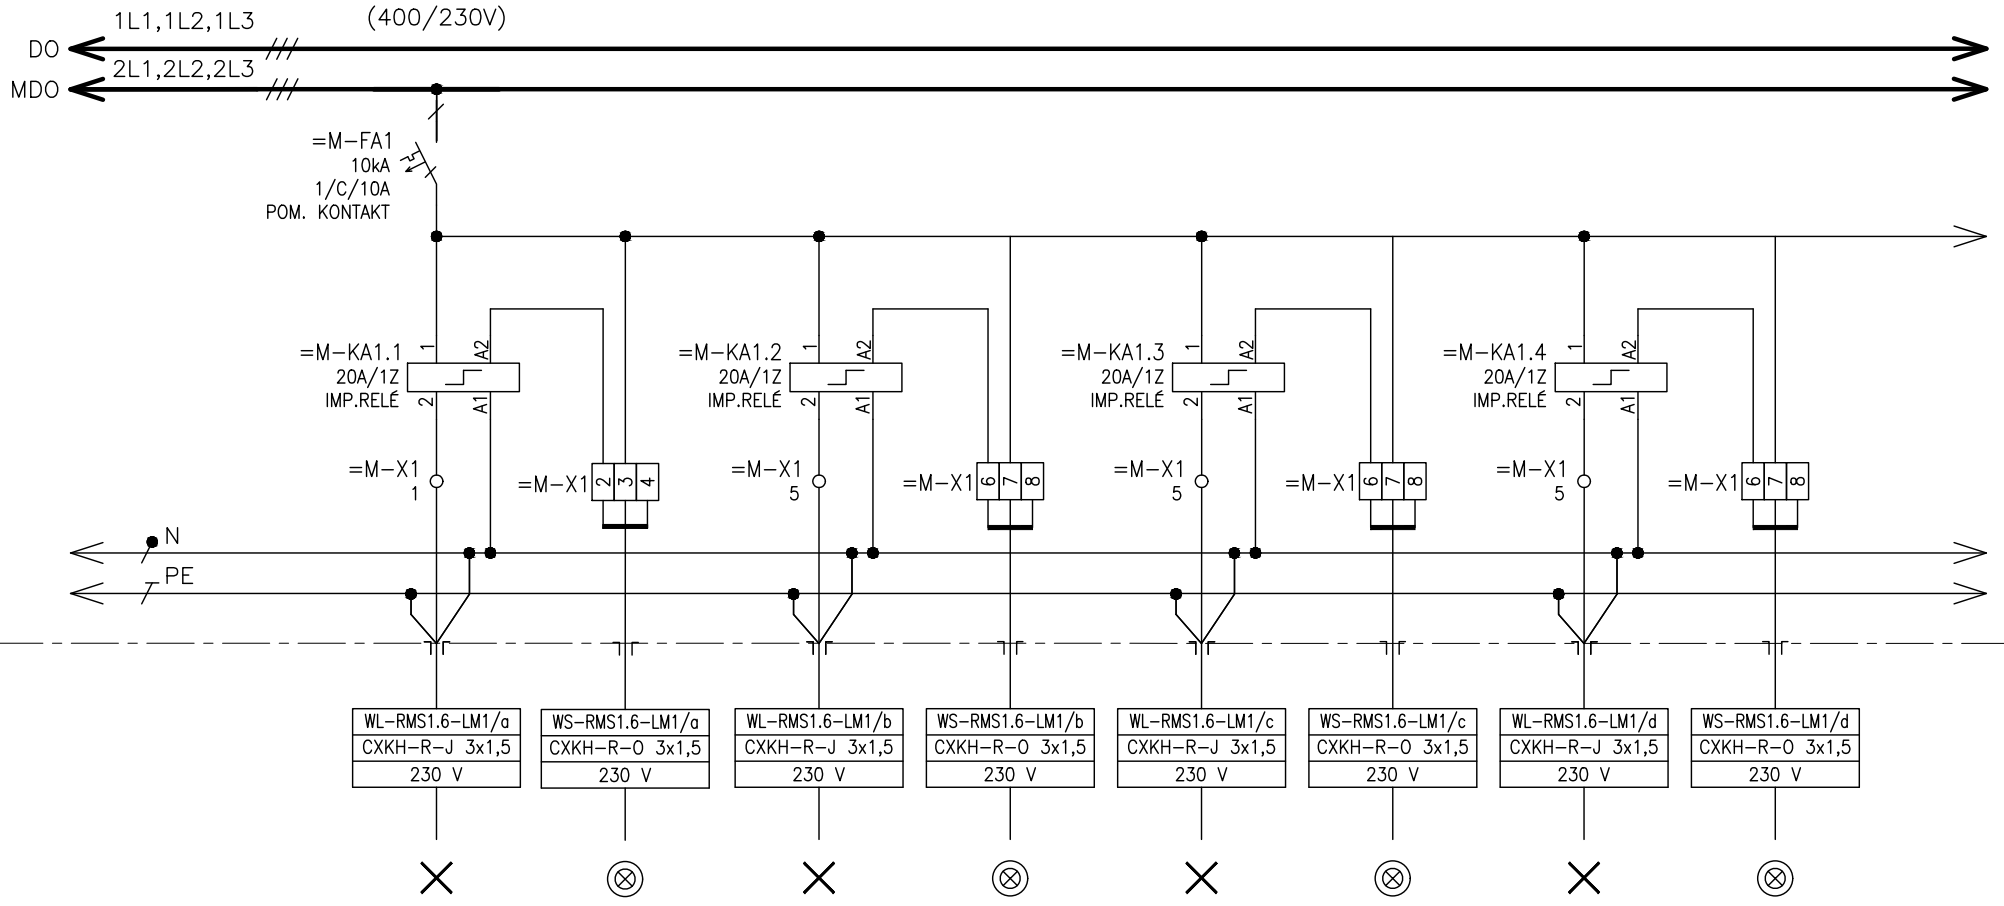 1L1,1L2,1L3 (400/230V)
DO
2L1,2L2,2L3
MDO
=M-FA1
10kA
1/C/10A
POM. KONTAKT
=M-KA1.1 1 A2 =M-KA1.2 1 A2 =M-KA1.3 1 A2 =M-KA1.4 1 A2
20A/1Z 20A/1Z 20A/1Z 20A/1Z
IMP.RELÉ 2 A1 IMP.RELÉ 2 A1 IMP.RELÉ 2 A1 IMP.RELÉ 2 A1
=M-X1 =M-X1 2 3 4 =M-X1 =M-X1 6 7 8 =M-X1 =M-X1 6 7 8 =M-X1 =M-X1 6 7 8
1 5 5 5
N
PE
WL-RMS1.6-LM1/a WS-RMS1.6-LM1/a WL-RMS1.6-LM1/b WS-RMS1.6-LM1/b WL-RMS1.6-LM1/c WS-RMS1.6-LM1/c WL-RMS1.6-LM1/d WS-RMS1.6-LM1/d
CXKH-R-J 3x1,5 CXKH-R-O 3x1,5 CXKH-R-J 3x1,5 CXKH-R-O 3x1,5 CXKH-R-J 3x1,5 CXKH-R-O 3x1,5 CXKH-R-J 3x1,5 CXKH-R-O 3x1,5
230 V 230 V 230 V 230 V 230 V 230 V 230 V 230 V